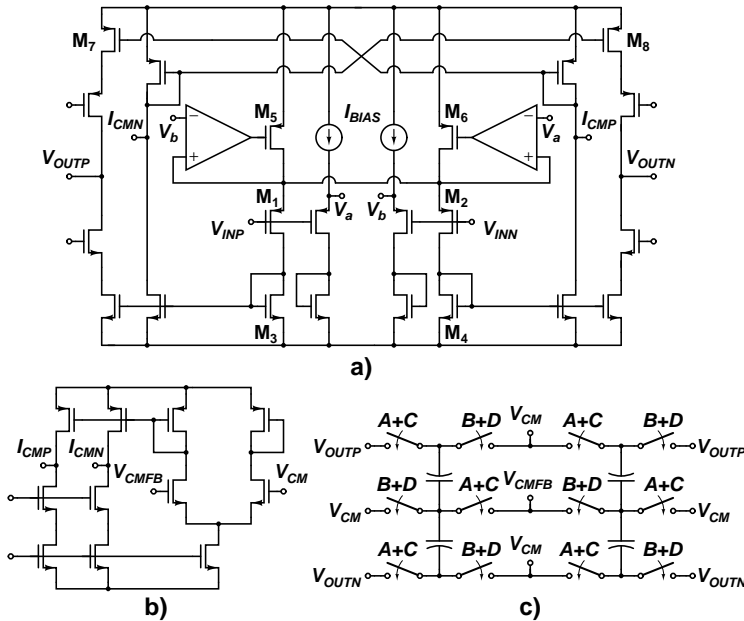 M7
M8
ICMN
Vb
−
+
M5
IBIAS
M6
−
+
Va
ICMP
VOUTP
VOUTN
M1
Va
Vb
M2
VINP
VINN
M3
M4
a)
ICMP
ICMN
VCMFB
VCM
b)
A+C
B+D
VCM
A+C
B+D
VOUTP
VOUTP
B+D
A+C
VCMFB
B+D
A+C
VCM
VCM
A+C
B+D
VCM
A+C
B+D
VOUTN
VOUTN
c)